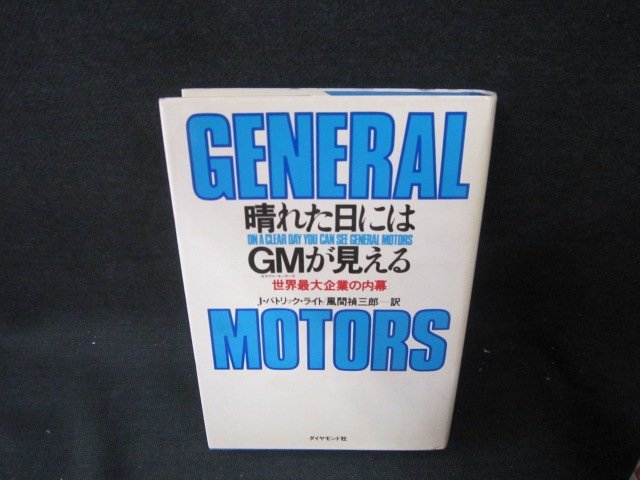 GENERAL
晴れた日には
ON A CLEAR DAY YOU CAN SEE GENERAL MOTORS
GMが見える
世界最大企業の内幕
J・パトリック・ライト/風間禎三郎──訳
MOTORS
ダイヤモンド社